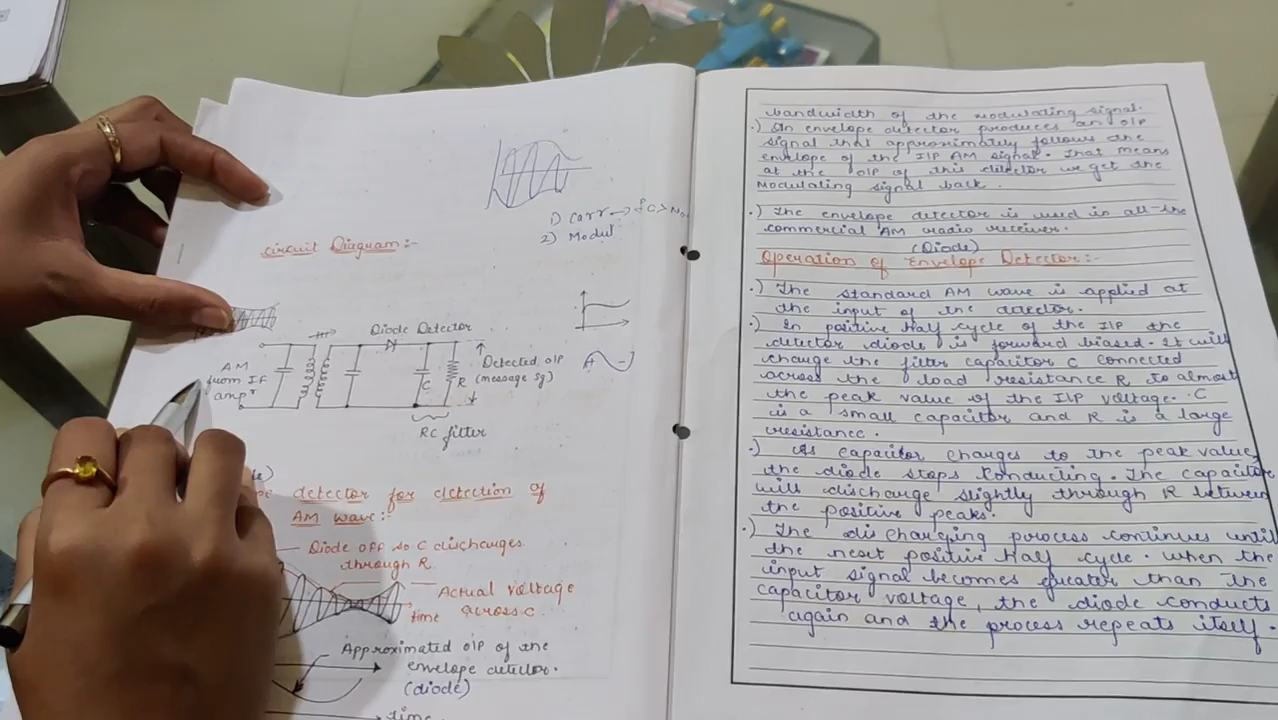 1) Carr → fc >
2) Modul
Circuit Diagram:-
Diode Detector
AM
from IF
ampr
C
R
Detected O/P
(message sg)
RC filter
detector for detection of
AM wave:-
Diode OFF so C discharges
through R
Actual voltage
across C.
time
Approximated O/P of the
envelope detector.
(diode)
time
bandwidth of the modulating signal.
.) An envelope detector produces an O/P
signal that approximately follows the
envelope of the I/P AM signal. That means
at the O/P of this detector we get the
Modulating signal back.
.) The envelope detector is used in all the
commercial AM radio receiver.
(Diode)
Operation of Envelope Detector:-
.) The standard AM wave is applied at
the input of the detector.
.) In positive half cycle of the I/P the
detector diode is forward biased. It will
charge the filter capacitor C connected
across the load resistance R to almost
the peak value of the I/P voltage. C
is a small capacitor and R is a large
resistance.
.) As capacitor charges to the peak value,
the diode stops conducting. The capacitor
will discharge slightly through R between
the positive peaks.
.) The discharging process continues until
the next positive half cycle. When the
input signal becomes greater than the
capacitor voltage, the diode conducts
again and the process repeats itself.